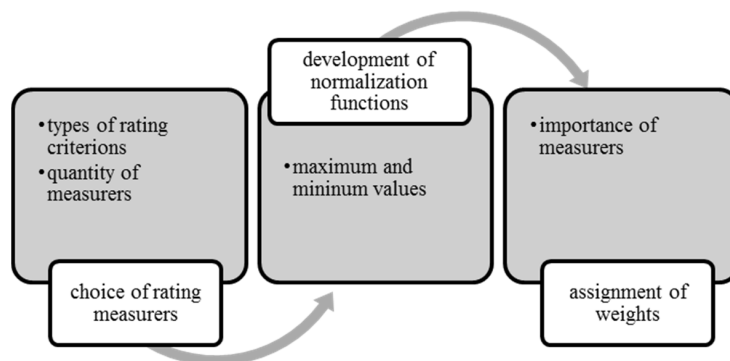 •types of rating
criterions
•quantity of
measurers
choice of rating
measurers
development of
normalization
functions
•maximum and
mininum values
•importance of
measurers
assignment of
weights